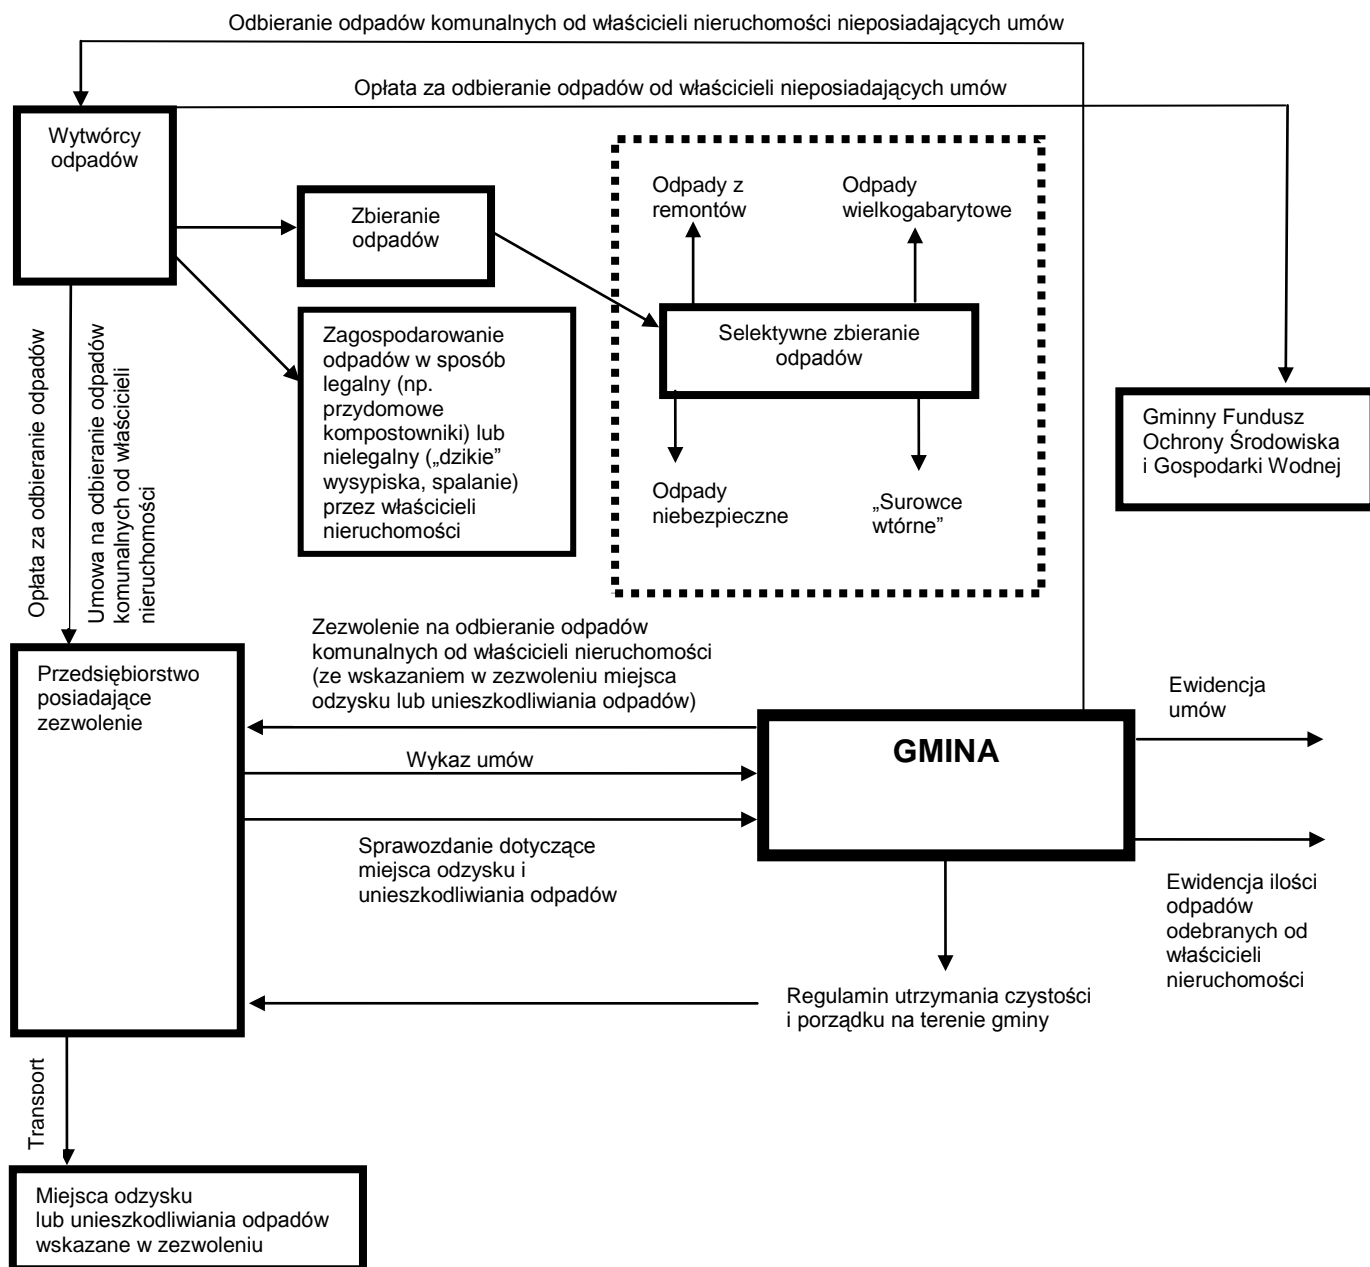 Odbieranie odpadów komunalnych od właścicieli nieruchomości nieposiadających umów
Opłata za odbieranie odpadów od właścicieli nieposiadających umów
Wytwórcy
odpadów
Zbieranie
odpadów
Odpady z
remontów
Odpady
wielkogabarytowe
Selektywne zbieranie
odpadów
Odpady
niebezpieczne
„Surowce
wtórne”
Zagospodarowanie
odpadów w sposób
legalny (np.
przydomowe
kompostowniki) lub
nielegalny („dzikie”
wysypiska, spalanie)
przez właścicieli
nieruchomości
Gminny Fundusz
Ochrony Środowiska
i Gospodarki Wodnej
Opłata za odbieranie odpadów
Umowa na odbieranie odpadów
komunalnych od właścicieli
nieruchomości
Przedsiębiorstwo
posiadające
zezwolenie
Zezwolenie na odbieranie odpadów
komunalnych od właścicieli nieruchomości
(ze wskazaniem w zezwoleniu miejsca
odzysku lub unieszkodliwiania odpadów)
Wykaz umów
Sprawozdanie dotyczące
miejsca odzysku i
unieszkodliwiania odpadów
GMINA
Ewidencja
umów
Ewidencja ilości
odpadów
odebranych od
właścicieli
nieruchomości
Regulamin utrzymania czystości
i porządku na terenie gminy
Transport
Miejsca odzysku
lub unieszkodliwiania odpadów
wskazane w zezwoleniu